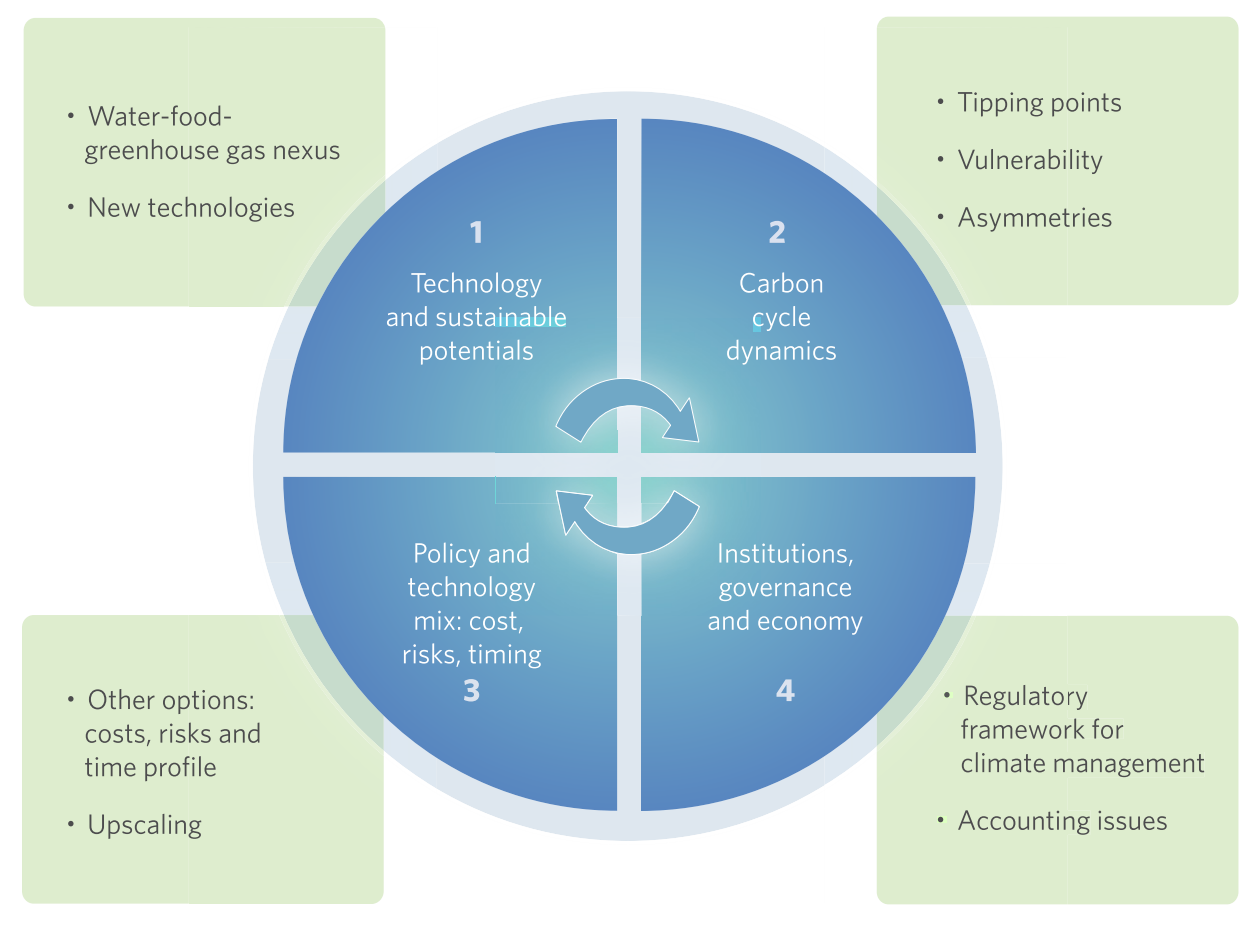 • Water-food-
greenhouse gas nexus
• New technologies
1
Technology
and sustainable
potentials
2
Carbon
cycle
dynamics
• Tipping points
• Vulnerability
• Asymmetries
• Other options:
costs, risks and
time profile
• Upscaling
Policy and
technology
mix: cost,
risks, timing
3
Institutions,
governance
and economy
4
• Regulatory
framework for
climate management
• Accounting issues